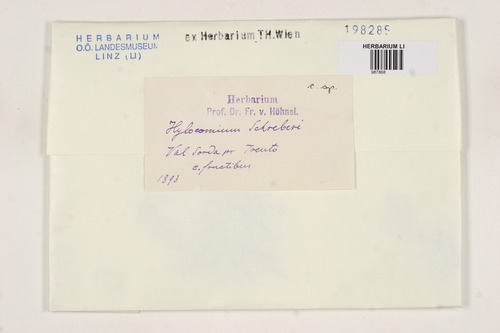 HERBARIUM
O.Ö. LANDESMUSEUM
LINZ (LI)
ex Herbarium TH.Wien
198285
HERBARIUM LI
c. sp.
Herbarium
Prof. Dr. Fr. v. Höhnel.
Hylocomium Schreberi
Val Sorda pr Trento
c. fructibus
1893